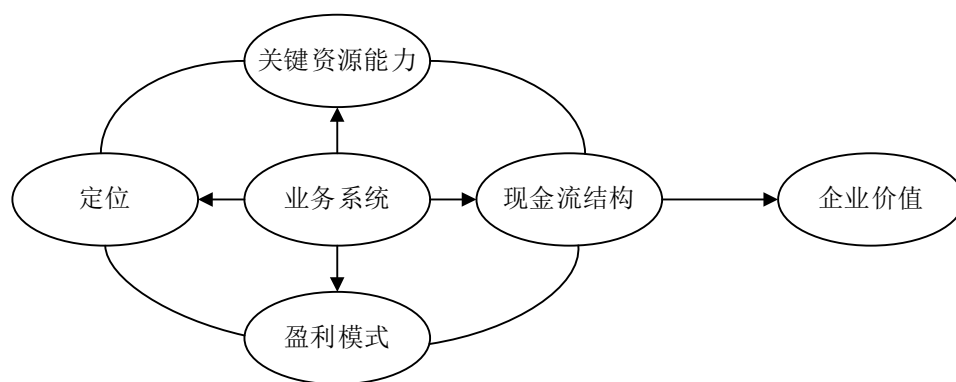 关键资源能力
定位
业务系统
现金流结构
企业价值
盈利模式